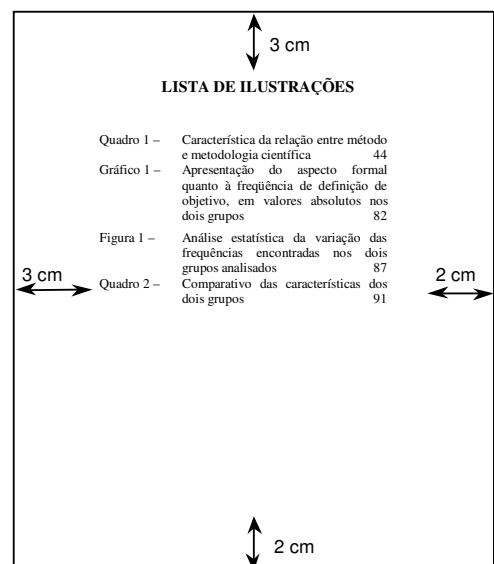 3 cm
LISTA DE ILUSTRAÇÕES
Quadro 1 – Característica da relação entre método
e metodologia científica 44
Gráfico 1 – Apresentação do aspecto formal
quanto à freqüência de definição de
objetivo, em valores absolutos nos
dois grupos 82
Figura 1 – Análise estatística da variação das
frequências encontradas nos dois
grupos analisados 87
3 cm
2 cm
Quadro 2 – Comparativo das características dos
dois grupos 91
2 cm